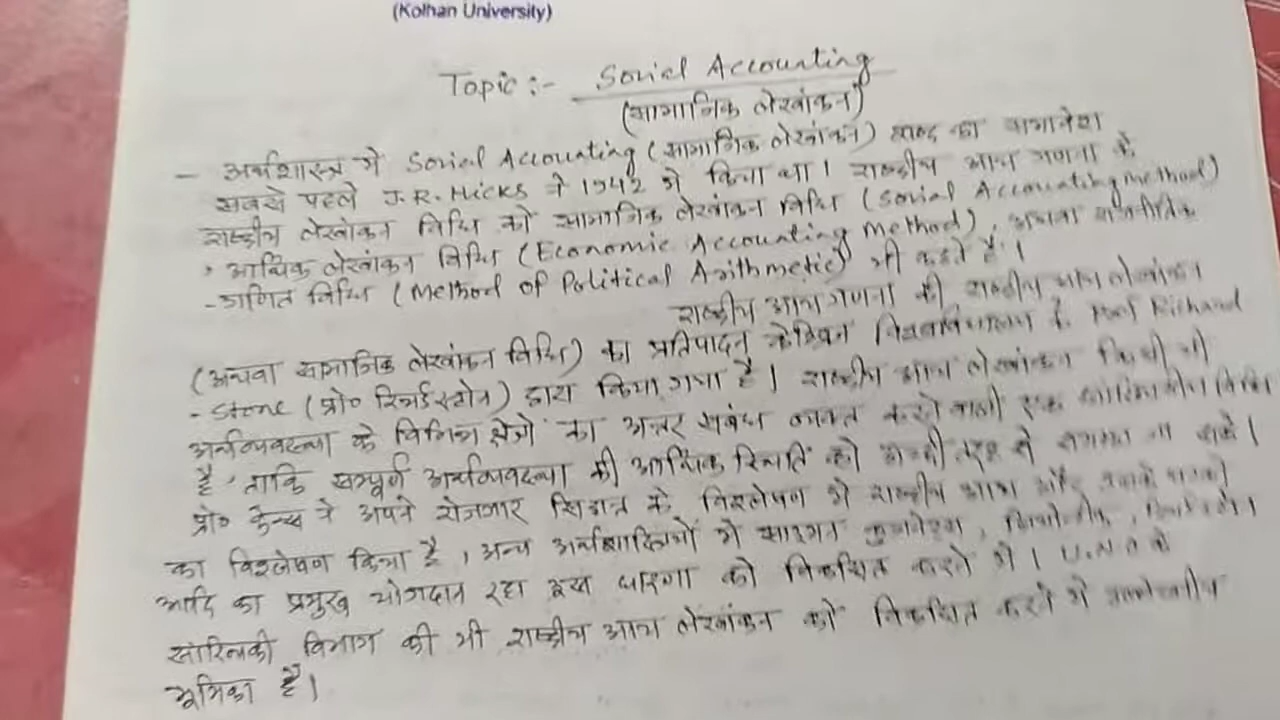 (Kolhan University)
Topic :- Social Accounting
(सामाजिक लेखांकन)
- अर्थशास्त्र में Social Accounting (सामाजिक लेखांकन) शब्द का समावेश
सबसे पहले J.R. Hicks ने 1942 में किया था। राष्ट्रीय आय गणना के
राष्ट्रीय लेखांकन विधि को सामाजिक लेखांकन विधि (Social Accounting method)
, आर्थिक लेखांकन विधि (Economic Accounting Method), अथवा राजनीतिक
- गणित विधि (Method of Political Arithmetic) भी कहते हैं।
राष्ट्रीय आय गणना की राष्ट्रीय आय लेखांकन
(अथवा सामाजिक लेखांकन विधि) का प्रतिपादन कैम्ब्रिज विश्वविद्यालय के Prof Richard
- Stone (प्रो० रिचर्ड स्टोन) द्वारा किया गया है। राष्ट्रीय आय लेखांकन किसी भी
अर्थव्यवस्था के विभिन्न क्षेत्रों का अन्तर संबंध व्यक्त करने वाली एक सांख्यिकीय विधि
है, ताकि सम्पूर्ण अर्थव्यवस्था की आर्थिक स्थिति को अच्छी तरह से समझा जा सके।
प्रो० केन्स ने अपने रोजगार सिद्धान्त के विश्लेषण में राष्ट्रीय आय और उसके घटकों
का विश्लेषण किया है, अन्य अर्थशास्त्रियों में साइमन कुजनेट्स,
आदि का प्रमुख योगदान रहा इस धारणा को विकसित करने में। U.N.O के
सांख्यिकी विभाग की भी राष्ट्रीय आय लेखांकन को विकसित करने में उल्लेखनीय
भूमिका है।